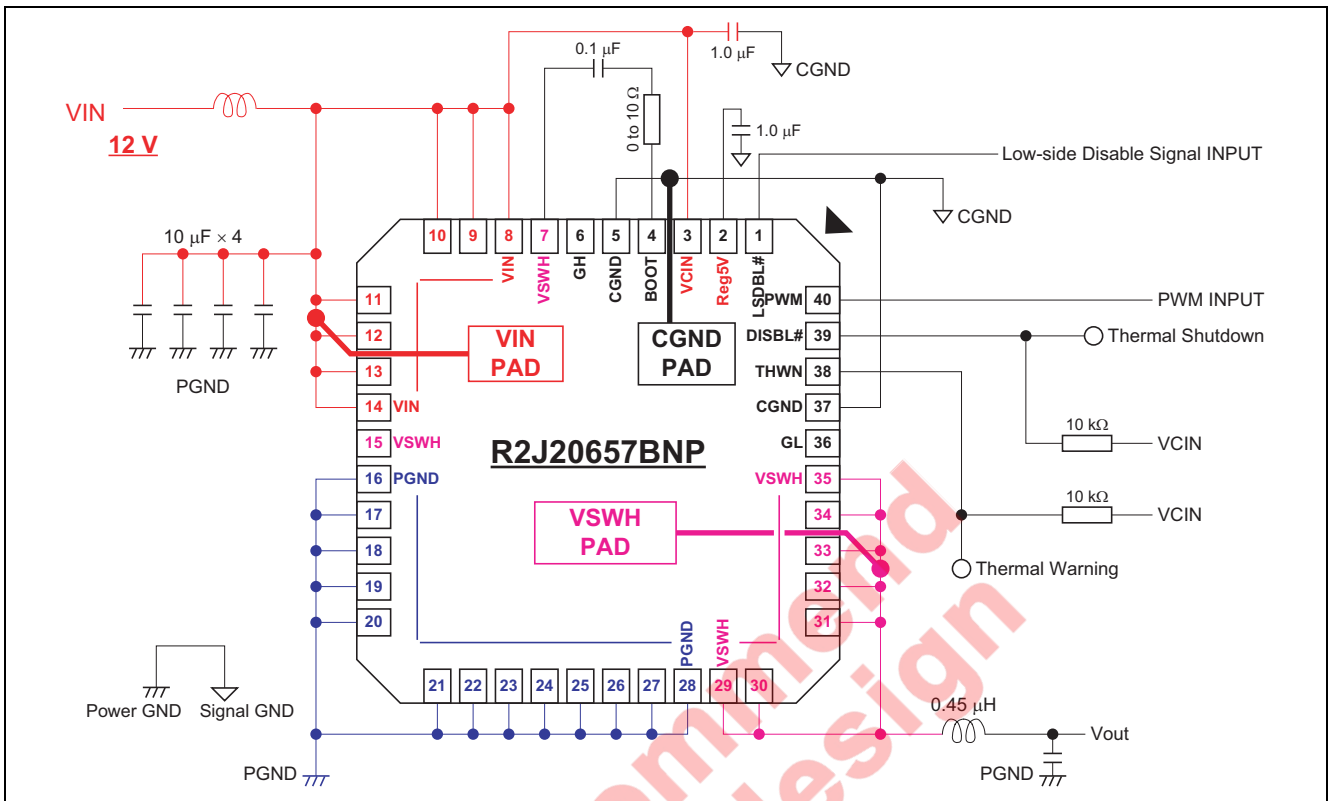 0.1 µF
1.0 µF
CGND
VIN
12 V
0 to 10 Ω
1.0 µF
Low-side Disable Signal INPUT
CGND
10 9 8 7 6 5 4 3 2 1
VIN VSWH GH CGND BOOT VCIN Reg5V LSDBL#
10 µF × 4
PGND
11
12
13
14 VIN
15 VSWH
16 PGND
17
18
19
20
VIN
PAD
CGND
PAD
R2J20657BNP
VSWH
PAD
PWM 40
PWM INPUT
DISBL# 39
Thermal Shutdown
THWN 38
CGND 37
10 kΩ
VCIN
GL 36
VSWH 35
34
10 kΩ
VCIN
33
Thermal Warning
32
31
PGND VSWH
21 22 23 24 25 26 27 28 29 30
Power GND Signal GND
PGND
0.45 µH
Vout
PGND
ommend
design